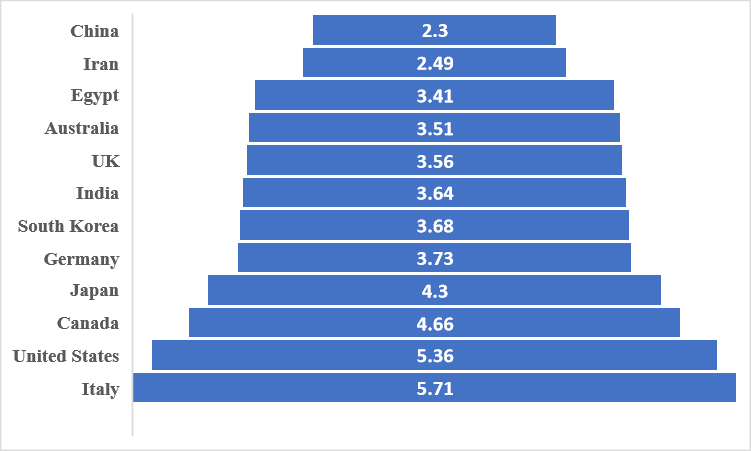 China 2.3
Iran 2.49
Egypt 3.41
Australia 3.51
UK 3.56
India 3.64
South Korea 3.68
Germany 3.73
Japan 4.3
Canada 4.66
United States 5.36
Italy 5.71